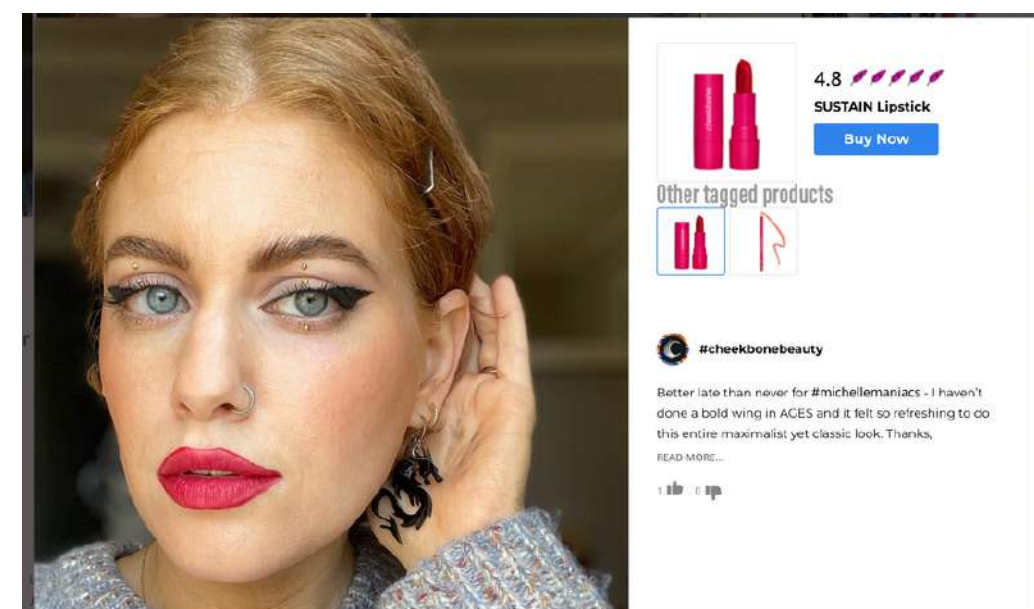 4.8
SUSTAIN Lipstick
Buy Now
cheekbone
Other tagged products
#cheekbonebeauty
Better late than never for #michellemaniacs - I haven't
done a bold wing in AGES and it felt so refreshing to do
this entire maximalist yet classic look. Thanks,
READ MORE...
1 0